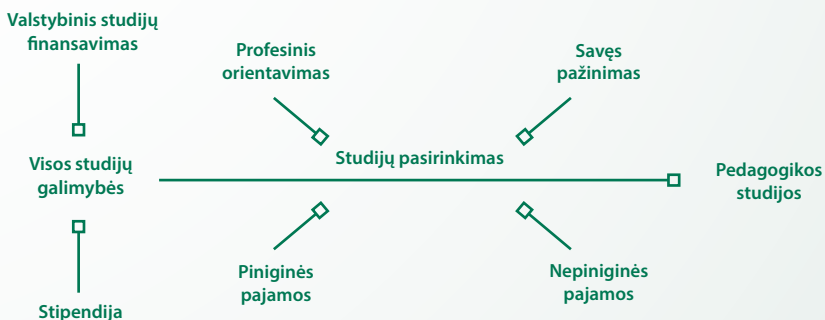 Valstybinis studijų
finansavimas
Profesinis
orientavimas
Savęs
pažinimas
Visos studijų
galimybės
Studijų pasirinkimas
Pedagogikos
studijos
Piniginės
pajamos
Nepiniginės
pajamos
Stipendija